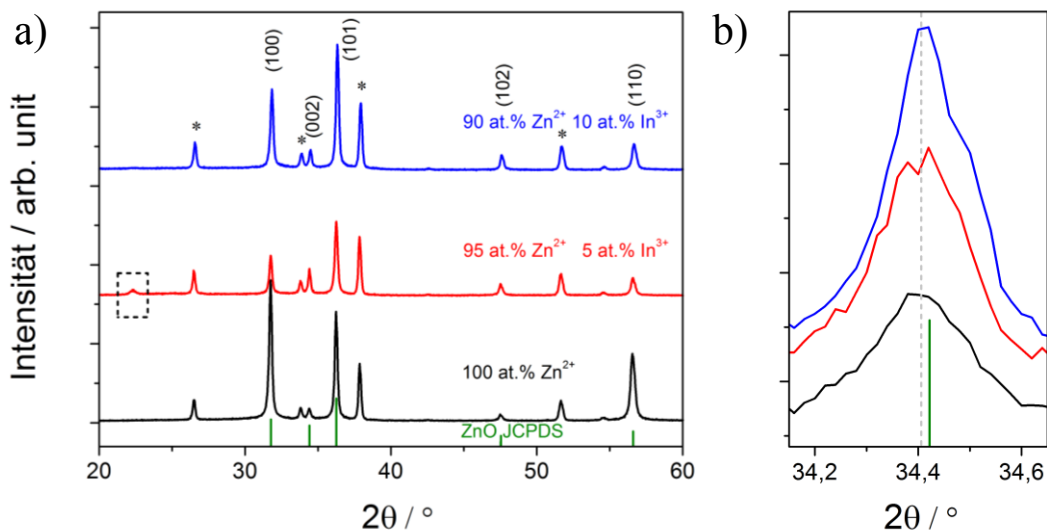 a)
b)
Intensität / arb. unit
(100)
(002)
(101)
(102)
(110)
*
*
*
*
90 at.% Zn²⁺ 10 at.% In³⁺
95 at.% Zn²⁺ 5 at.% In³⁺
100 at.% Zn²⁺
ZnO JCPDS
20
30
40
50
60
2θ / °
34,2
34,4
34,6
2θ / °